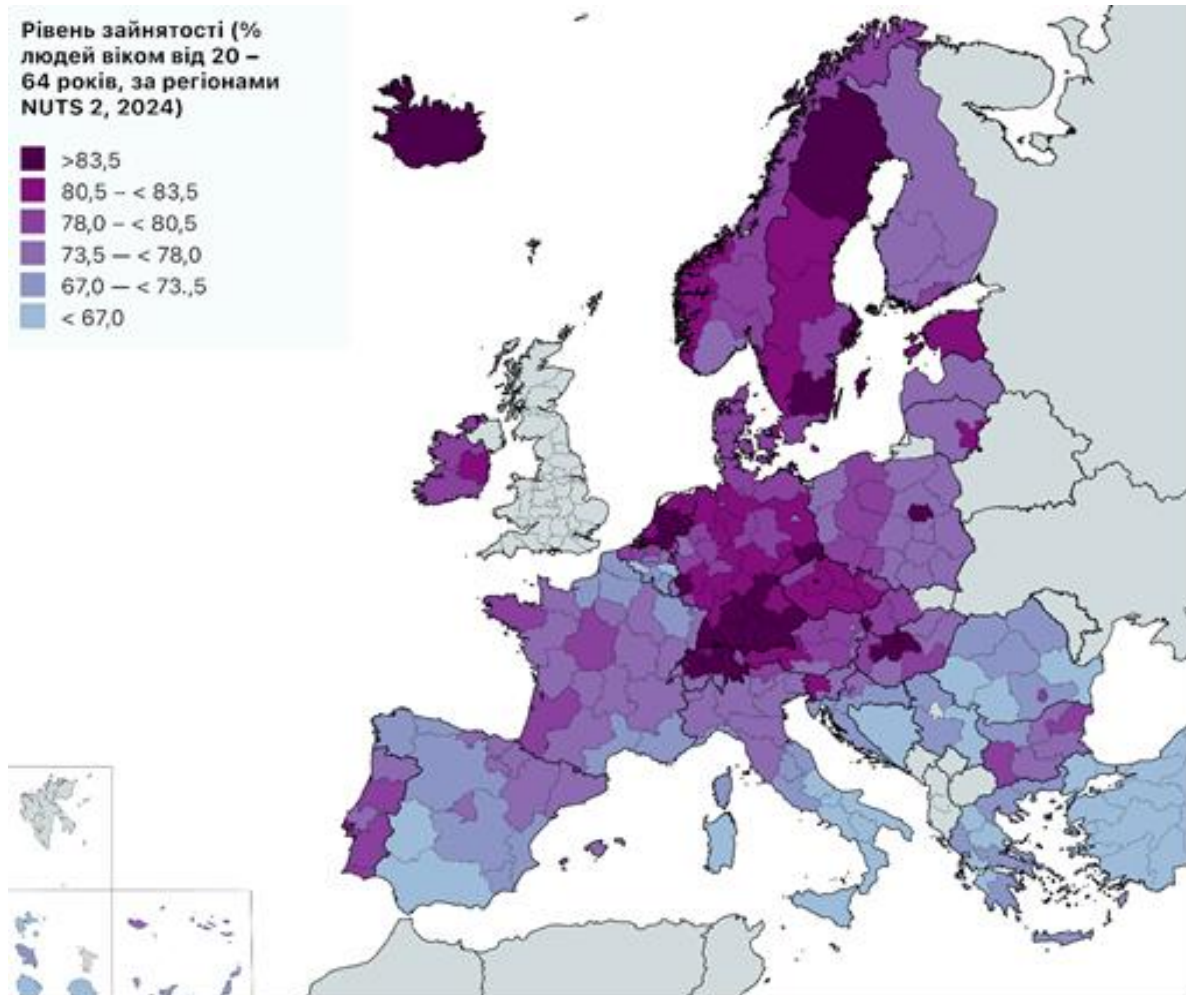 Рівень зайнятості (%
людей віком від 20 –
64 років, за регіонами
NUTS 2, 2024)
>83,5
80,5 – < 83,5
78,0 – < 80,5
73,5 — < 78,0
67,0 — < 73.,5
< 67,0